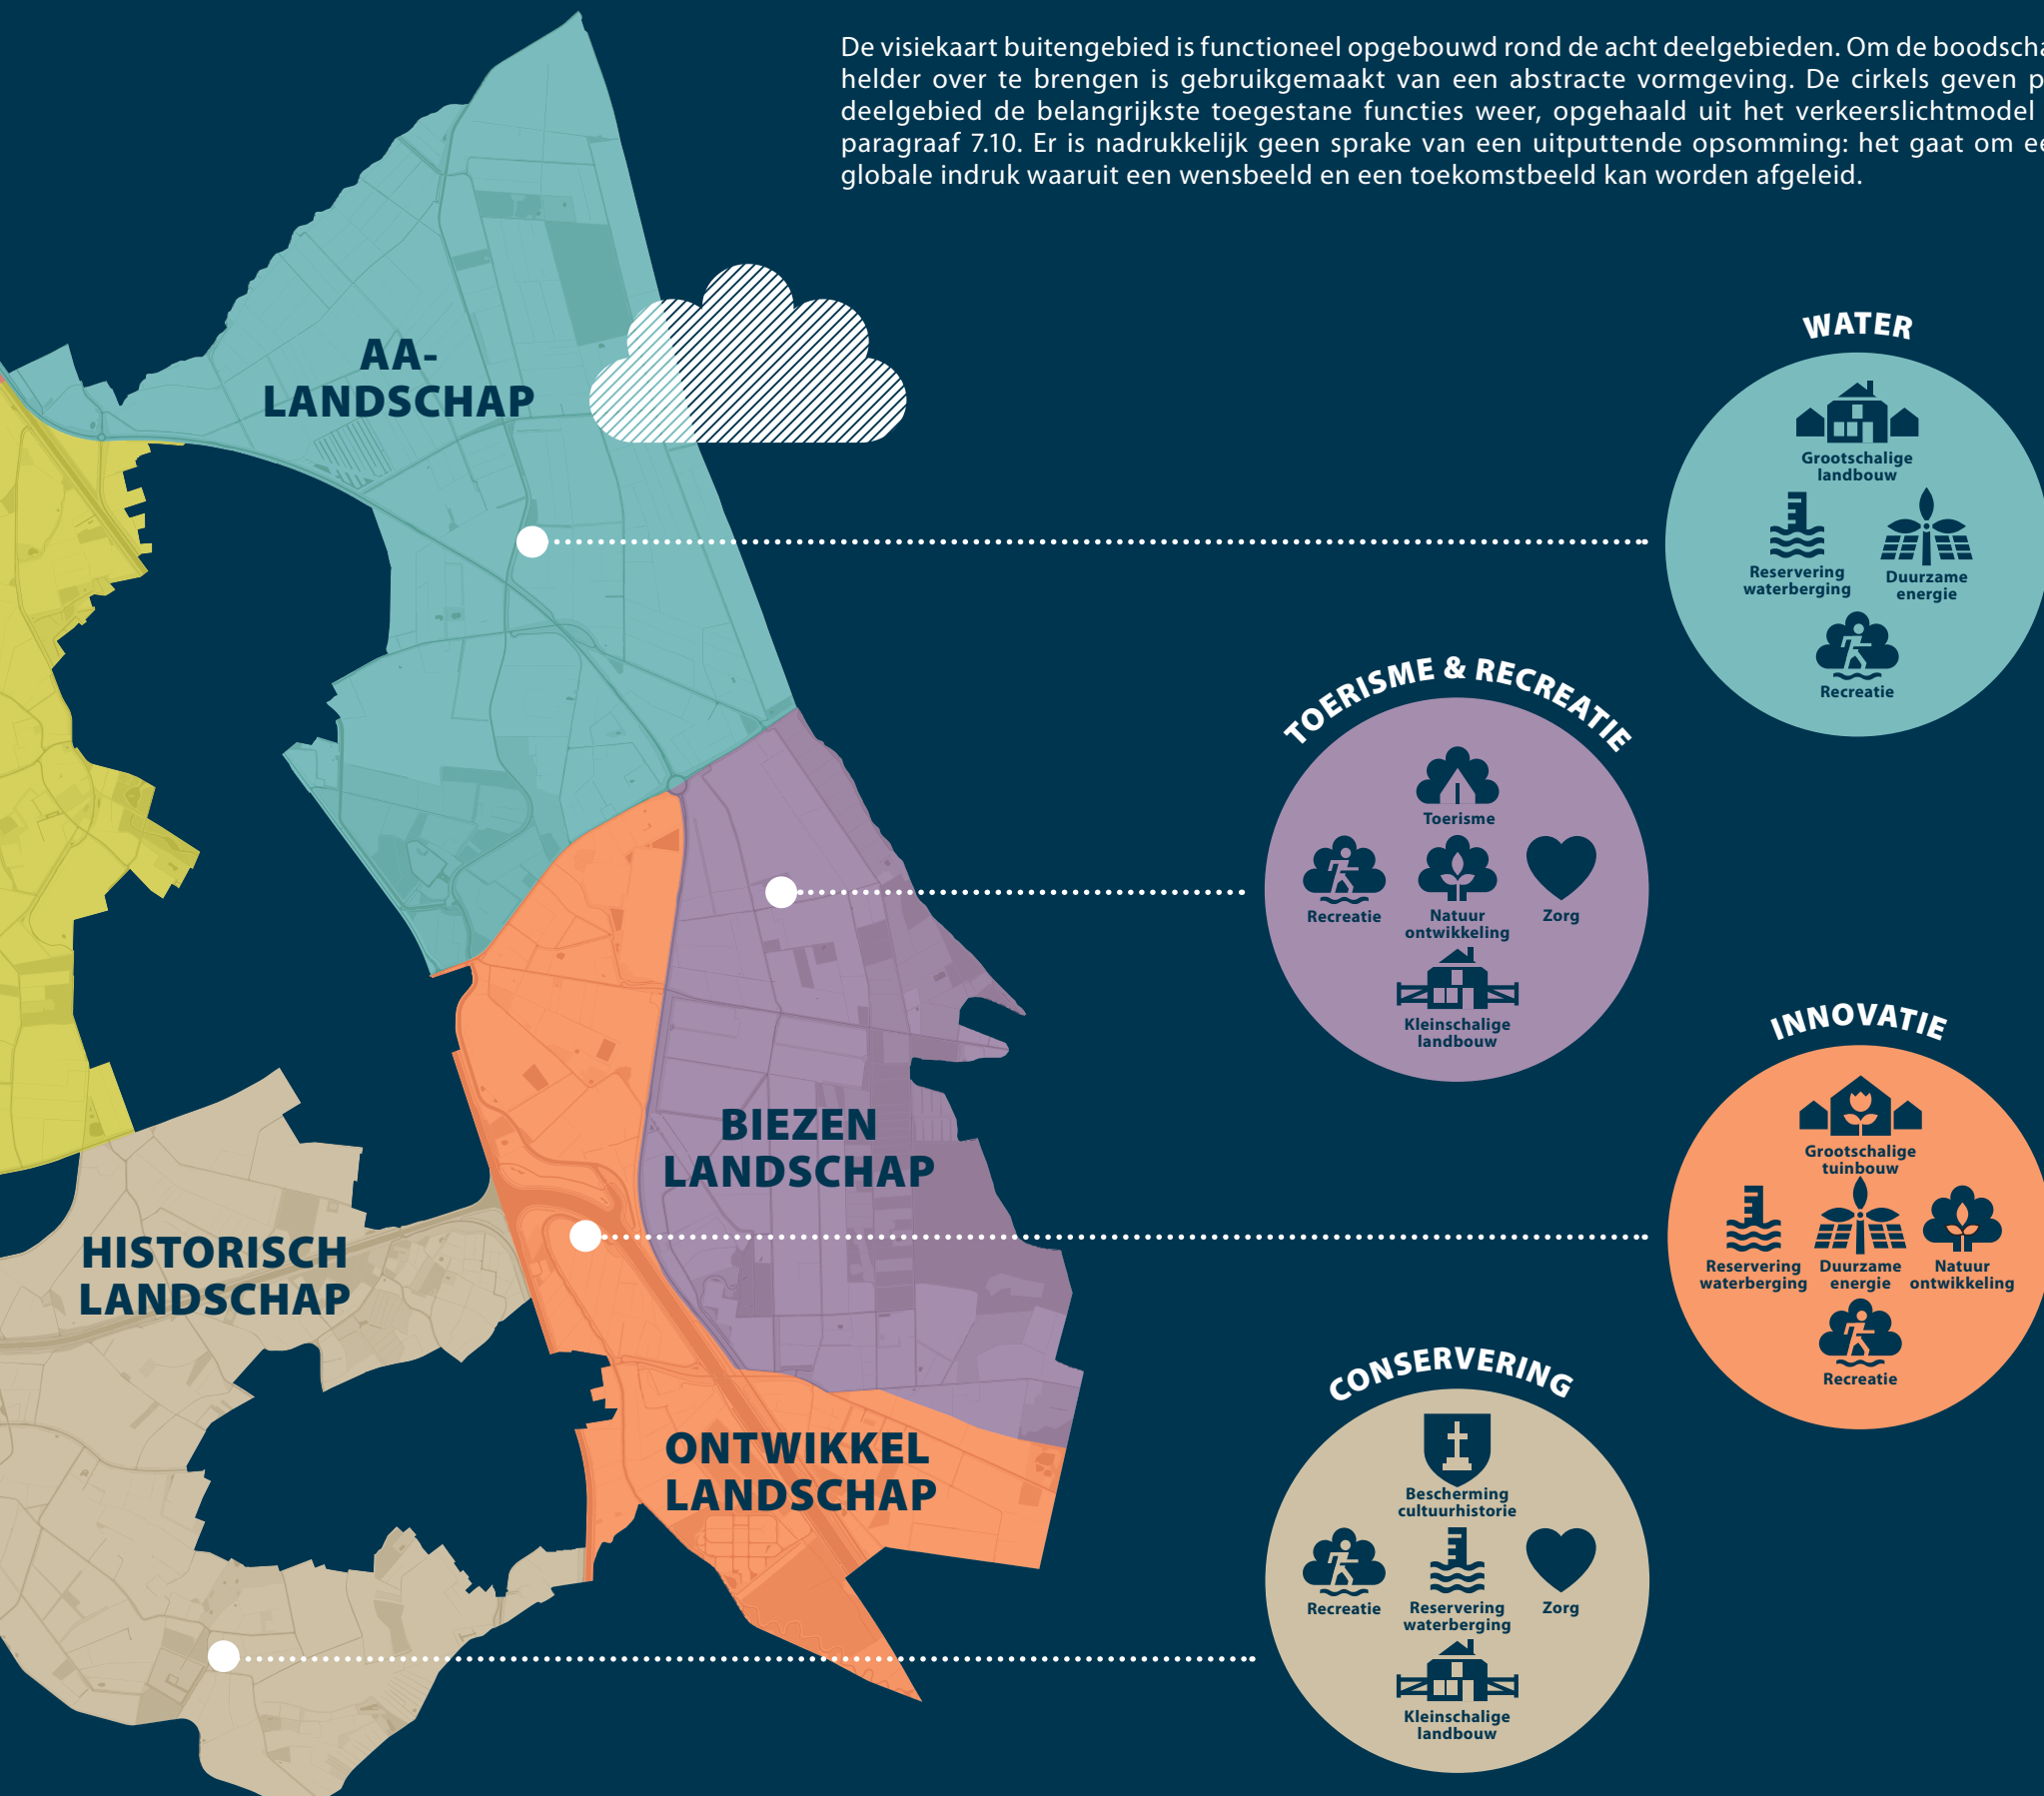 De visiekaart buitengebied is functioneel opgebouwd rond de acht deelgebieden. Om de
helder over te brengen is gebruikgemaakt van een abstracte vormgeving. De cirkels geven
deelgebied de belangrijkste toegestane functies weer, opgehaald uit het verkeerslichtmodel
paragraaf 7.10. Er is nadrukkelijk geen sprake van een uitputtende opsomming: het gaat om
globale indruk waaruit een wensbeeld en een toekomstbeeld kan worden afgeleid.
AA-
LANDSCHAP
WATER
Grootschalige
landbouw
Reservering
waterberging
Duurzame
energie
Recreatie
TOERISME & RECREATIE
Toerisme
Recreatie
Natuur
ontwikkeling
Zorg
Kleinschalige
landbouw
BIEZEN
LANDSCHAP
INNOVATIE
Grootschalige
tuinbouw
Reservering
waterberging
Duurzame
energie
Natuur
ontwikkeling
Recreatie
HISTORISCH
LANDSCHAP
ONTWIKKEL
LANDSCHAP
CONSERVERING
Bescherming
cultuurhistorie
Recreatie
Reservering
waterberging
Zorg
Kleinschalige
landbouw